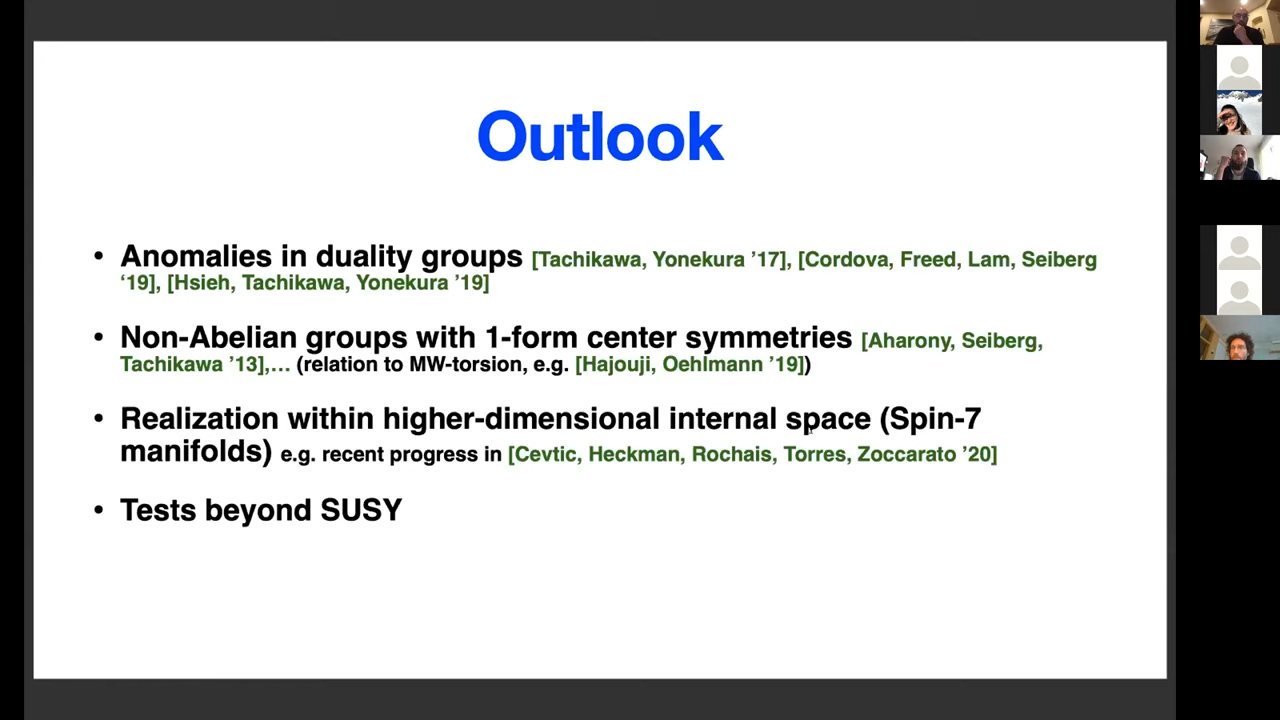 Outlook
• Anomalies in duality groups [Tachikawa, Yonekura ’17], [Cordova, Freed, Lam, Seiberg
‘19], [Hsieh, Tachikawa, Yonekura ’19]
• Non-Abelian groups with 1-form center symmetries [Aharony, Seiberg,
Tachikawa ’13],… (relation to MW-torsion, e.g. [Hajouji, Oehlmann ’19])
• Realization within higher-dimensional internal space (Spin-7
manifolds) e.g. recent progress in [Cevtic, Heckman, Rochais, Torres, Zoccarato ’20]
• Tests beyond SUSY